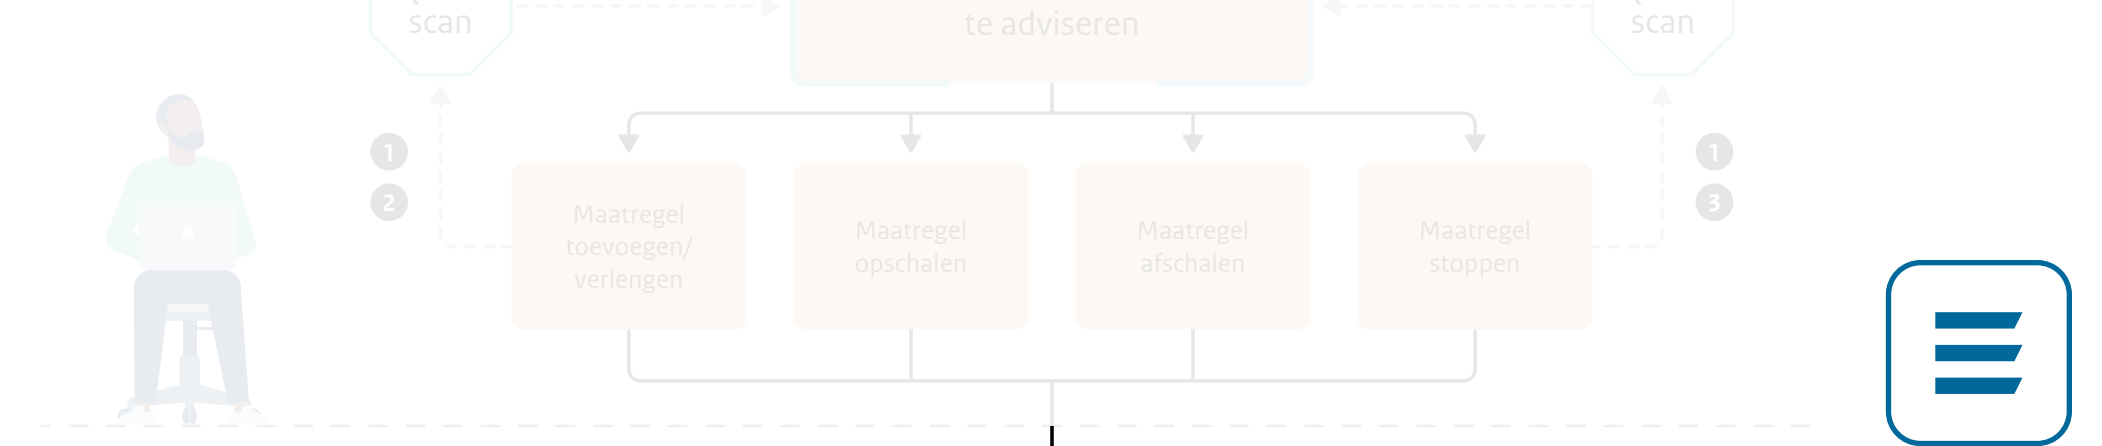 scan
te adviseren
scan
1
2
Maatregel
toevoegen/
verlengen
Maatregel
opschalen
Maatregel
afschalen
Maatregel
stoppen
1
3